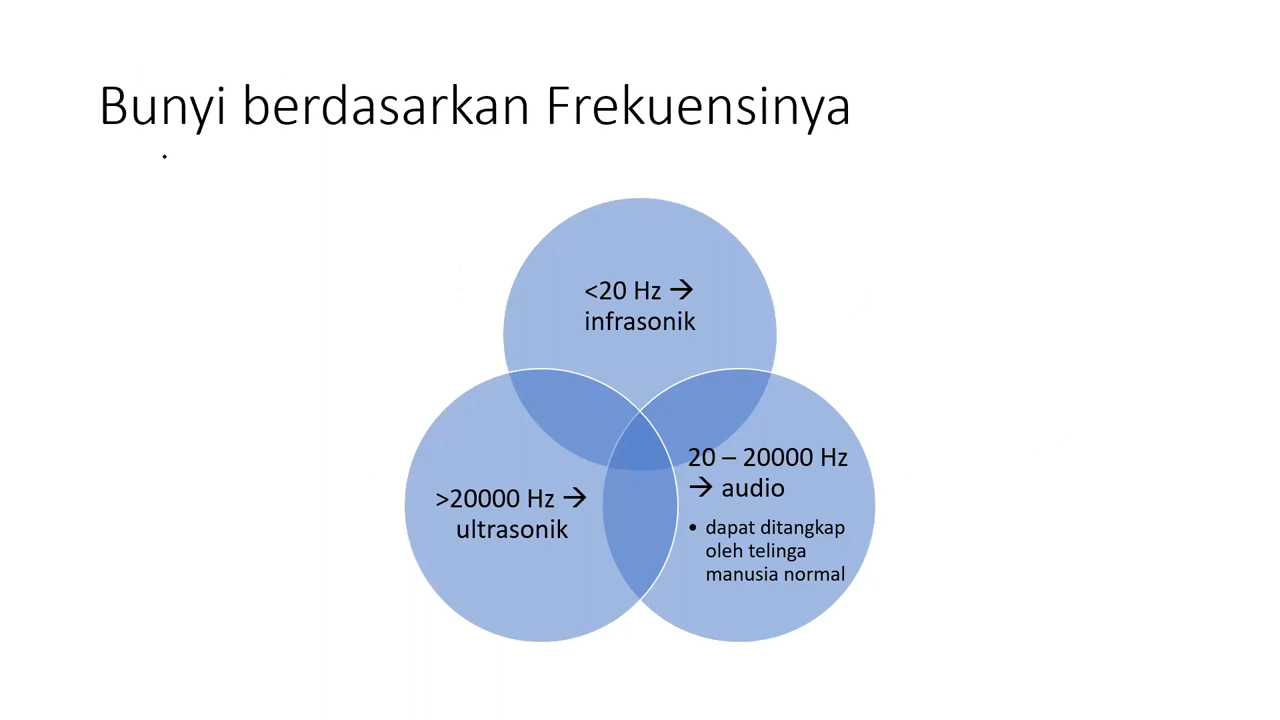 Bunyi berdasarkan Frekuensinya
<20 Hz →
infrasonik
20 – 20000 Hz
→ audio
• dapat ditangkap
oleh telinga
manusia normal
>20000 Hz →
ultrasonik